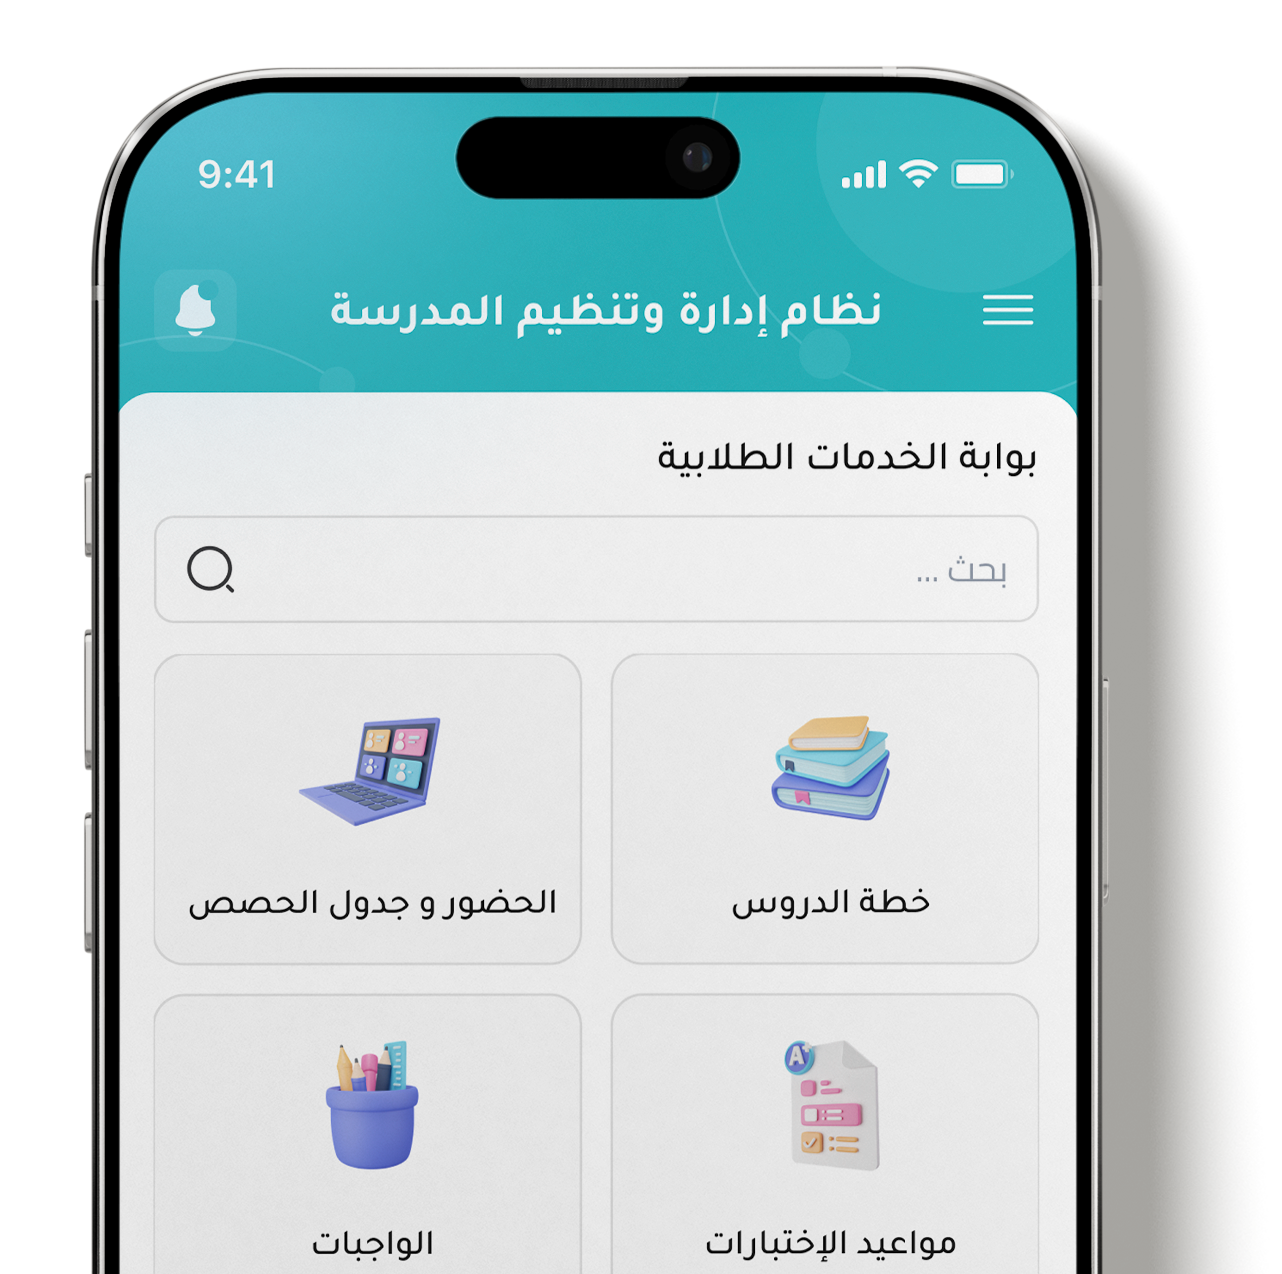 9:41
نظام إدارة وتنظيم المدرسة
بوابة الخدمات الطلابية
بحث ...
خطة الدروس
الحضور و جدول الحصص
A+
مواعيد الإختبارات
الواجبات